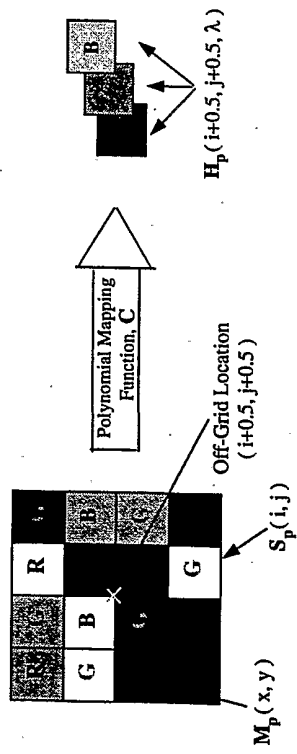 R G R
G B B
G
G
M_p ( x, y )
S_p ( i, j )
Off-Grid Location
( i+0.5, j+0.5 )
Polynomial Mapping
Function, C
B
H_p ( i+0.5, j+0.5, λ )